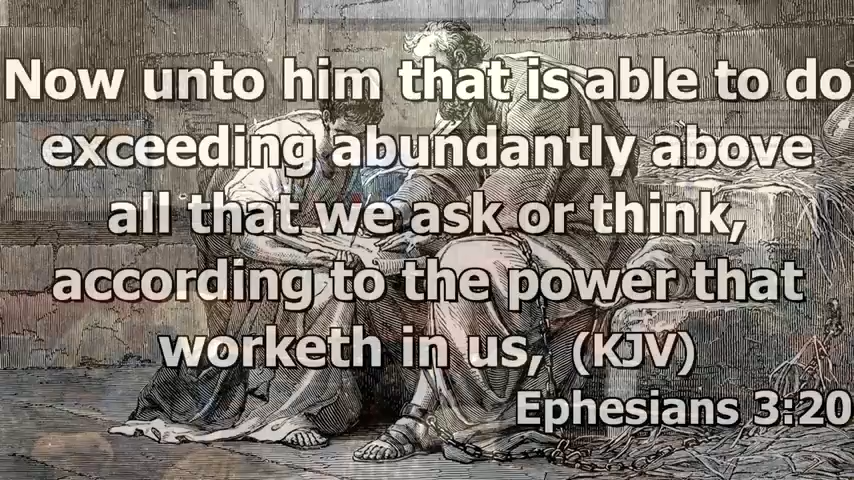 Now unto him that is able to do
exceeding abundantly above
all that we ask or think,
according to the power that
worketh in us, (KJV)
Ephesians 3:20